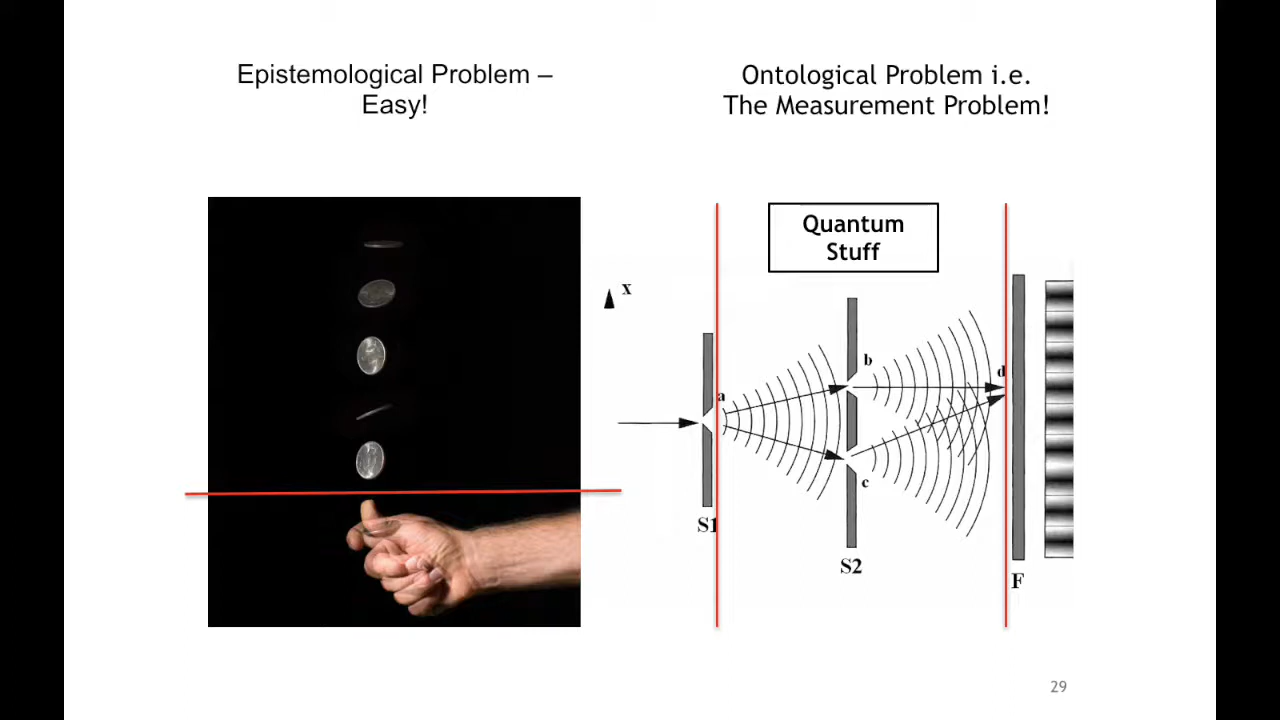 Epistemological Problem –
Easy!
Ontological Problem i.e.
The Measurement Problem!
Quantum
Stuff
x
b
d
a
c
S1
S2
F
29